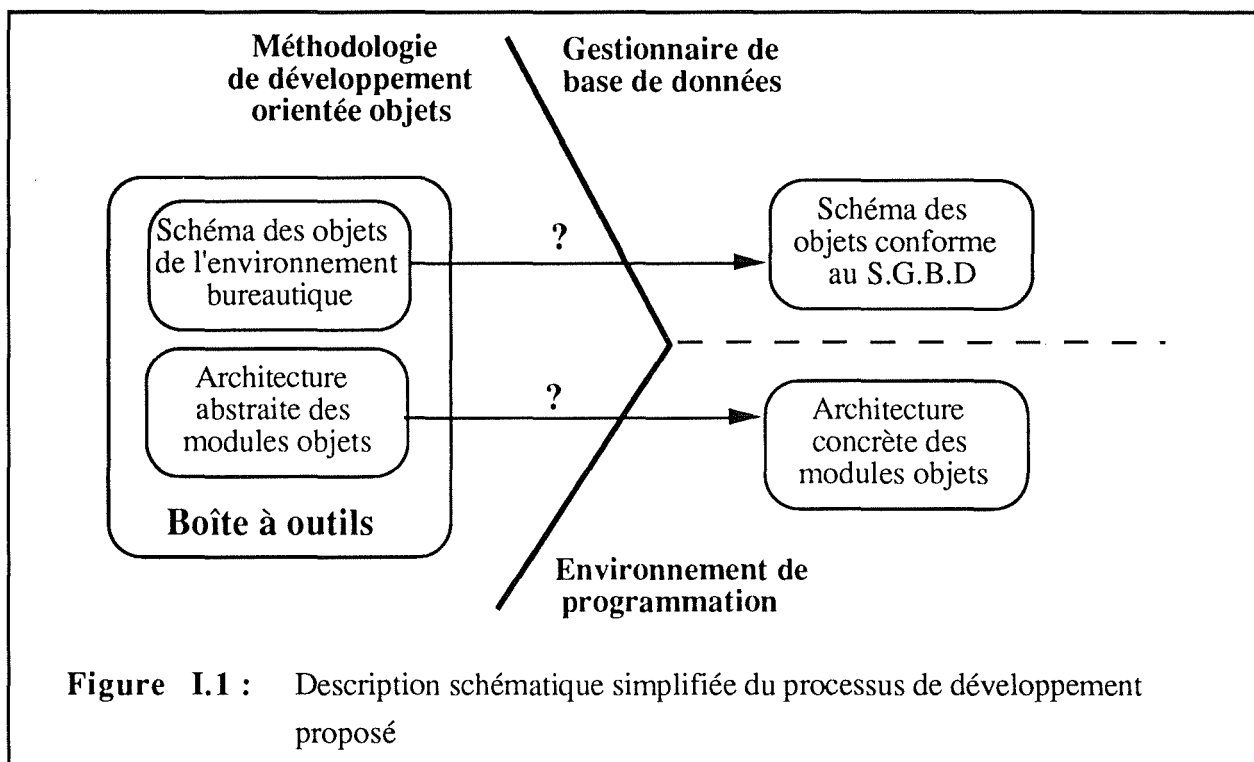 Méthodologie
de développement
orientée objets
Gestionnaire de
base de données
Schéma des objets
de l'environnement
bureautique
?
Schéma des
objets conforme
au S.G.B.D
Architecture
abstraite des
modules objets
?
Architecture
concrète des
modules objets
Boîte à outils
Environnement de
programmation
Figure I.1 : Description schématique simplifiée du processus de développement
proposé